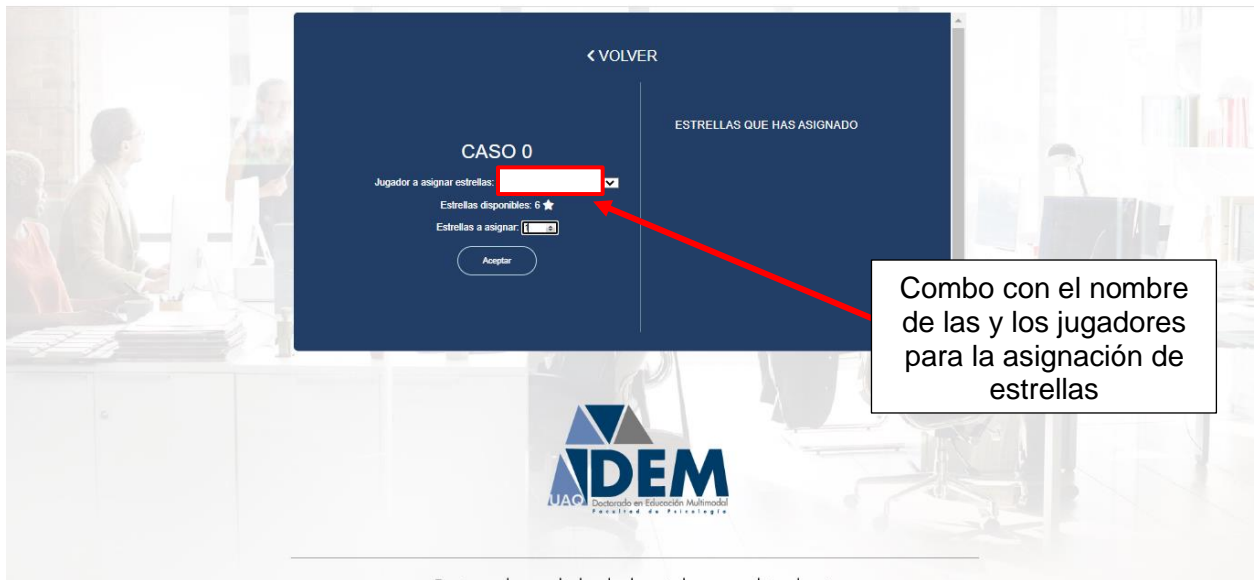 VOLVER
ESTRELLAS QUE HAS ASIGNADO
CASO 0
Jugador a asignar estrellas:
Estrellas disponibles: 6
Estrellas a asignar:
Aceptar
Combo con el nombre
de las y los jugadores
para la asignación de
estrellas
DEM
UAQ Doctorado en Educación Multimodal
Facultad de Psicología